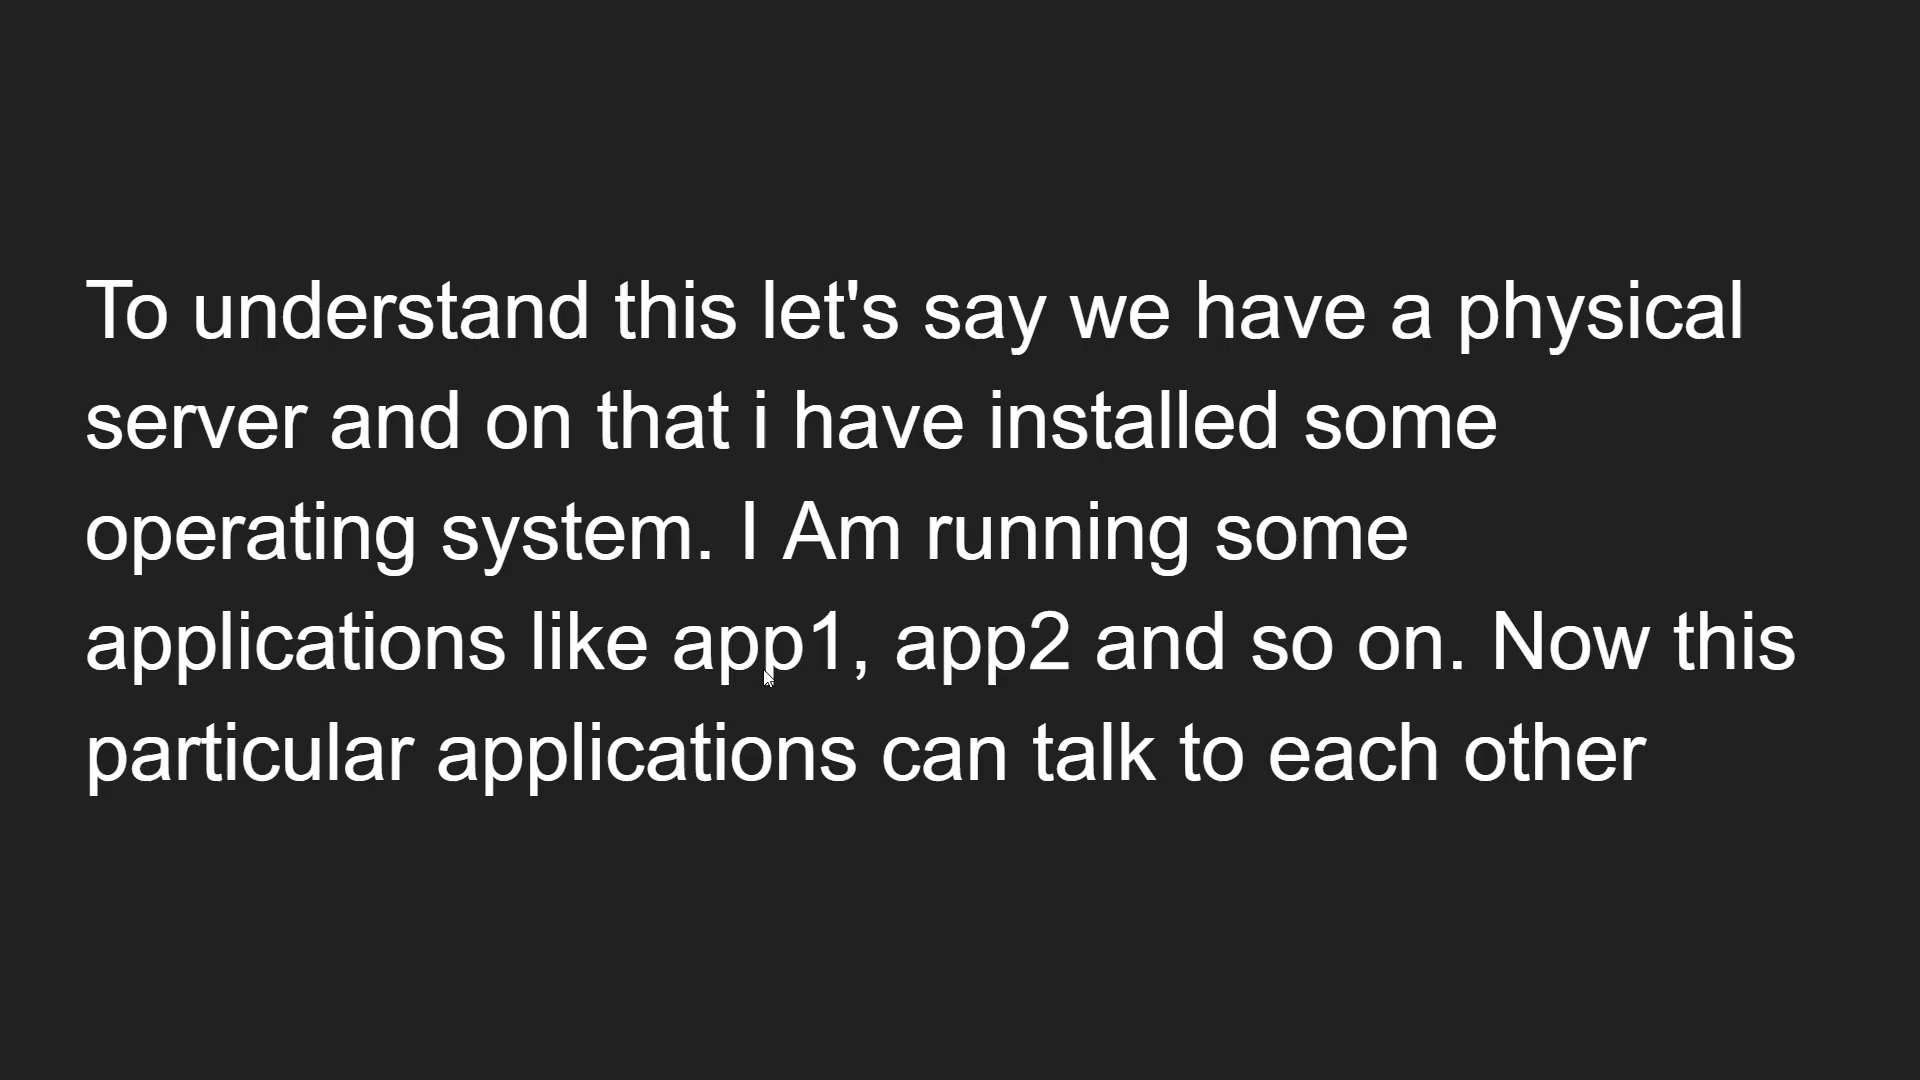 To understand this let's say we have a physical
server and on that i have installed some
operating system. I Am running some
applications like app1, app2 and so on. Now this
particular applications can talk to each other